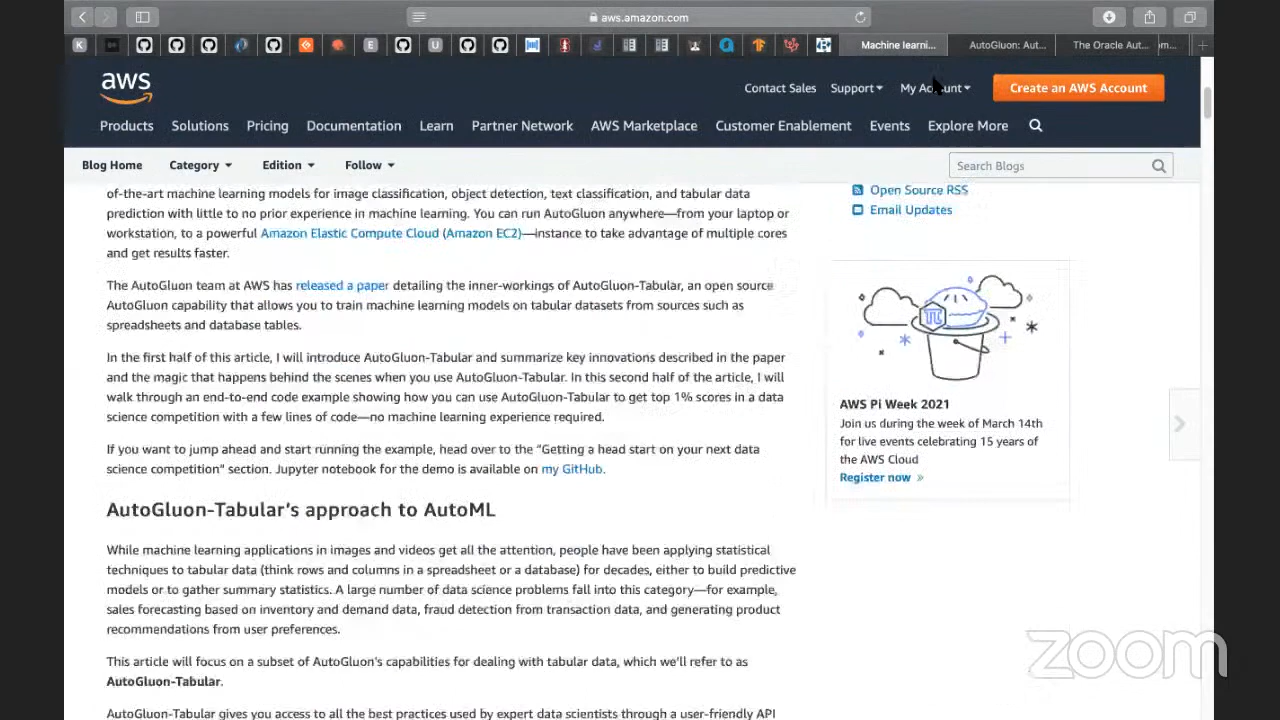 aws.amazon.com
K
E
U
Machine learni...
AutoGluon: Aut...
The Oracle Aut...
aws
Contact Sales Support My Account Create an AWS Account
Products Solutions Pricing Documentation Learn Partner Network AWS Marketplace Customer Enablement Events Explore More
Blog Home Category Edition Follow Search Blogs
of-the-art machine learning models for image classification, object detection, text classification, and tabular data
prediction with little to no prior experience in machine learning. You can run AutoGluon anywhere—from your laptop or
workstation, to a powerful Amazon Elastic Compute Cloud (Amazon EC2)—instance to take advantage of multiple cores
and get results faster.
The AutoGluon team at AWS has released a paper detailing the inner-workings of AutoGluon-Tabular, an open source
AutoGluon capability that allows you to train machine learning models on tabular datasets from sources such as
spreadsheets and database tables.
In the first half of this article, I will introduce AutoGluon-Tabular and summarize key innovations described in the paper
and the magic that happens behind the scenes when you use AutoGluon-Tabular. In this second half of the article, I will
walk through an end-to-end code example showing how you can use AutoGluon-Tabular to get top 1% scores in a data
science competition with a few lines of code—no machine learning experience required.
If you want to jump ahead and start running the example, head over to the “Getting a head start on your next data
science competition” section. Jupyter notebook for the demo is available on my GitHub.
AutoGluon-Tabular’s approach to AutoML
While machine learning applications in images and videos get all the attention, people have been applying statistical
techniques to tabular data (think rows and columns in a spreadsheet or a database) for decades, either to build predictive
models or to gather summary statistics. A large number of data science problems fall into this category—for example,
sales forecasting based on inventory and demand data, fraud detection from transaction data, and generating product
recommendations from user preferences.
This article will focus on a subset of AutoGluon’s capabilities for dealing with tabular data, which we’ll refer to as
AutoGluon-Tabular.
AutoGluon-Tabular gives you access to all the best practices used by expert data scientists through a user-friendly API
Open Source RSS
Email Updates
AWS Pi Week 2021
Join us during the week of March 14th
for live events celebrating 15 years of
the AWS Cloud
Register now »
zoom